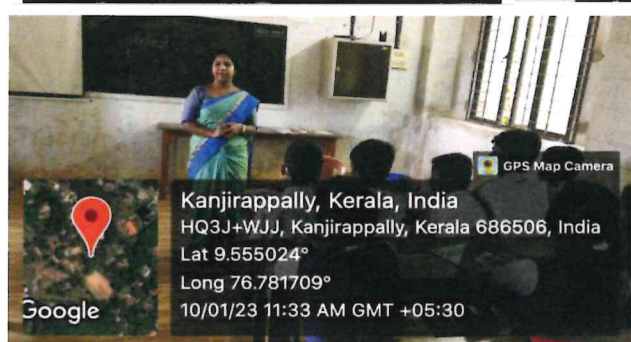 GPS Map Camera
Kanjirappally, Kerala, India
HQ3J+WJJ, Kanjirappally, Kerala 686506, India
Lat 9.555024°
Long 76.781709°
10/01/23 11:33 AM GMT +05:30
Google